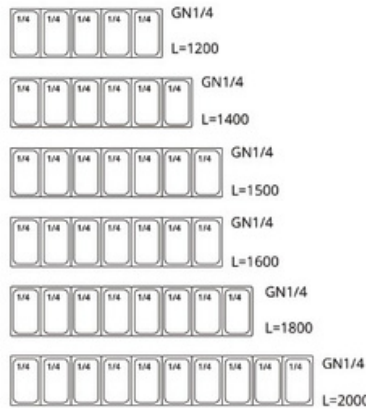 1/4 1/4 1/4 1/4 1/4 GN1/4
L=1200
1/4 1/4 1/4 1/4 1/4 1/4 GN1/4
L=1400
1/4 1/4 1/4 1/4 1/4 1/4 1/4 GN1/4
L=1500
1/4 1/4 1/4 1/4 1/4 1/4 1/4 GN1/4
L=1600
1/4 1/4 1/4 1/4 1/4 1/4 1/4 1/4 GN1/4
L=1800
1/4 1/4 1/4 1/4 1/4 1/4 1/4 1/4 1/4 1/4 GN1/4
L=2000